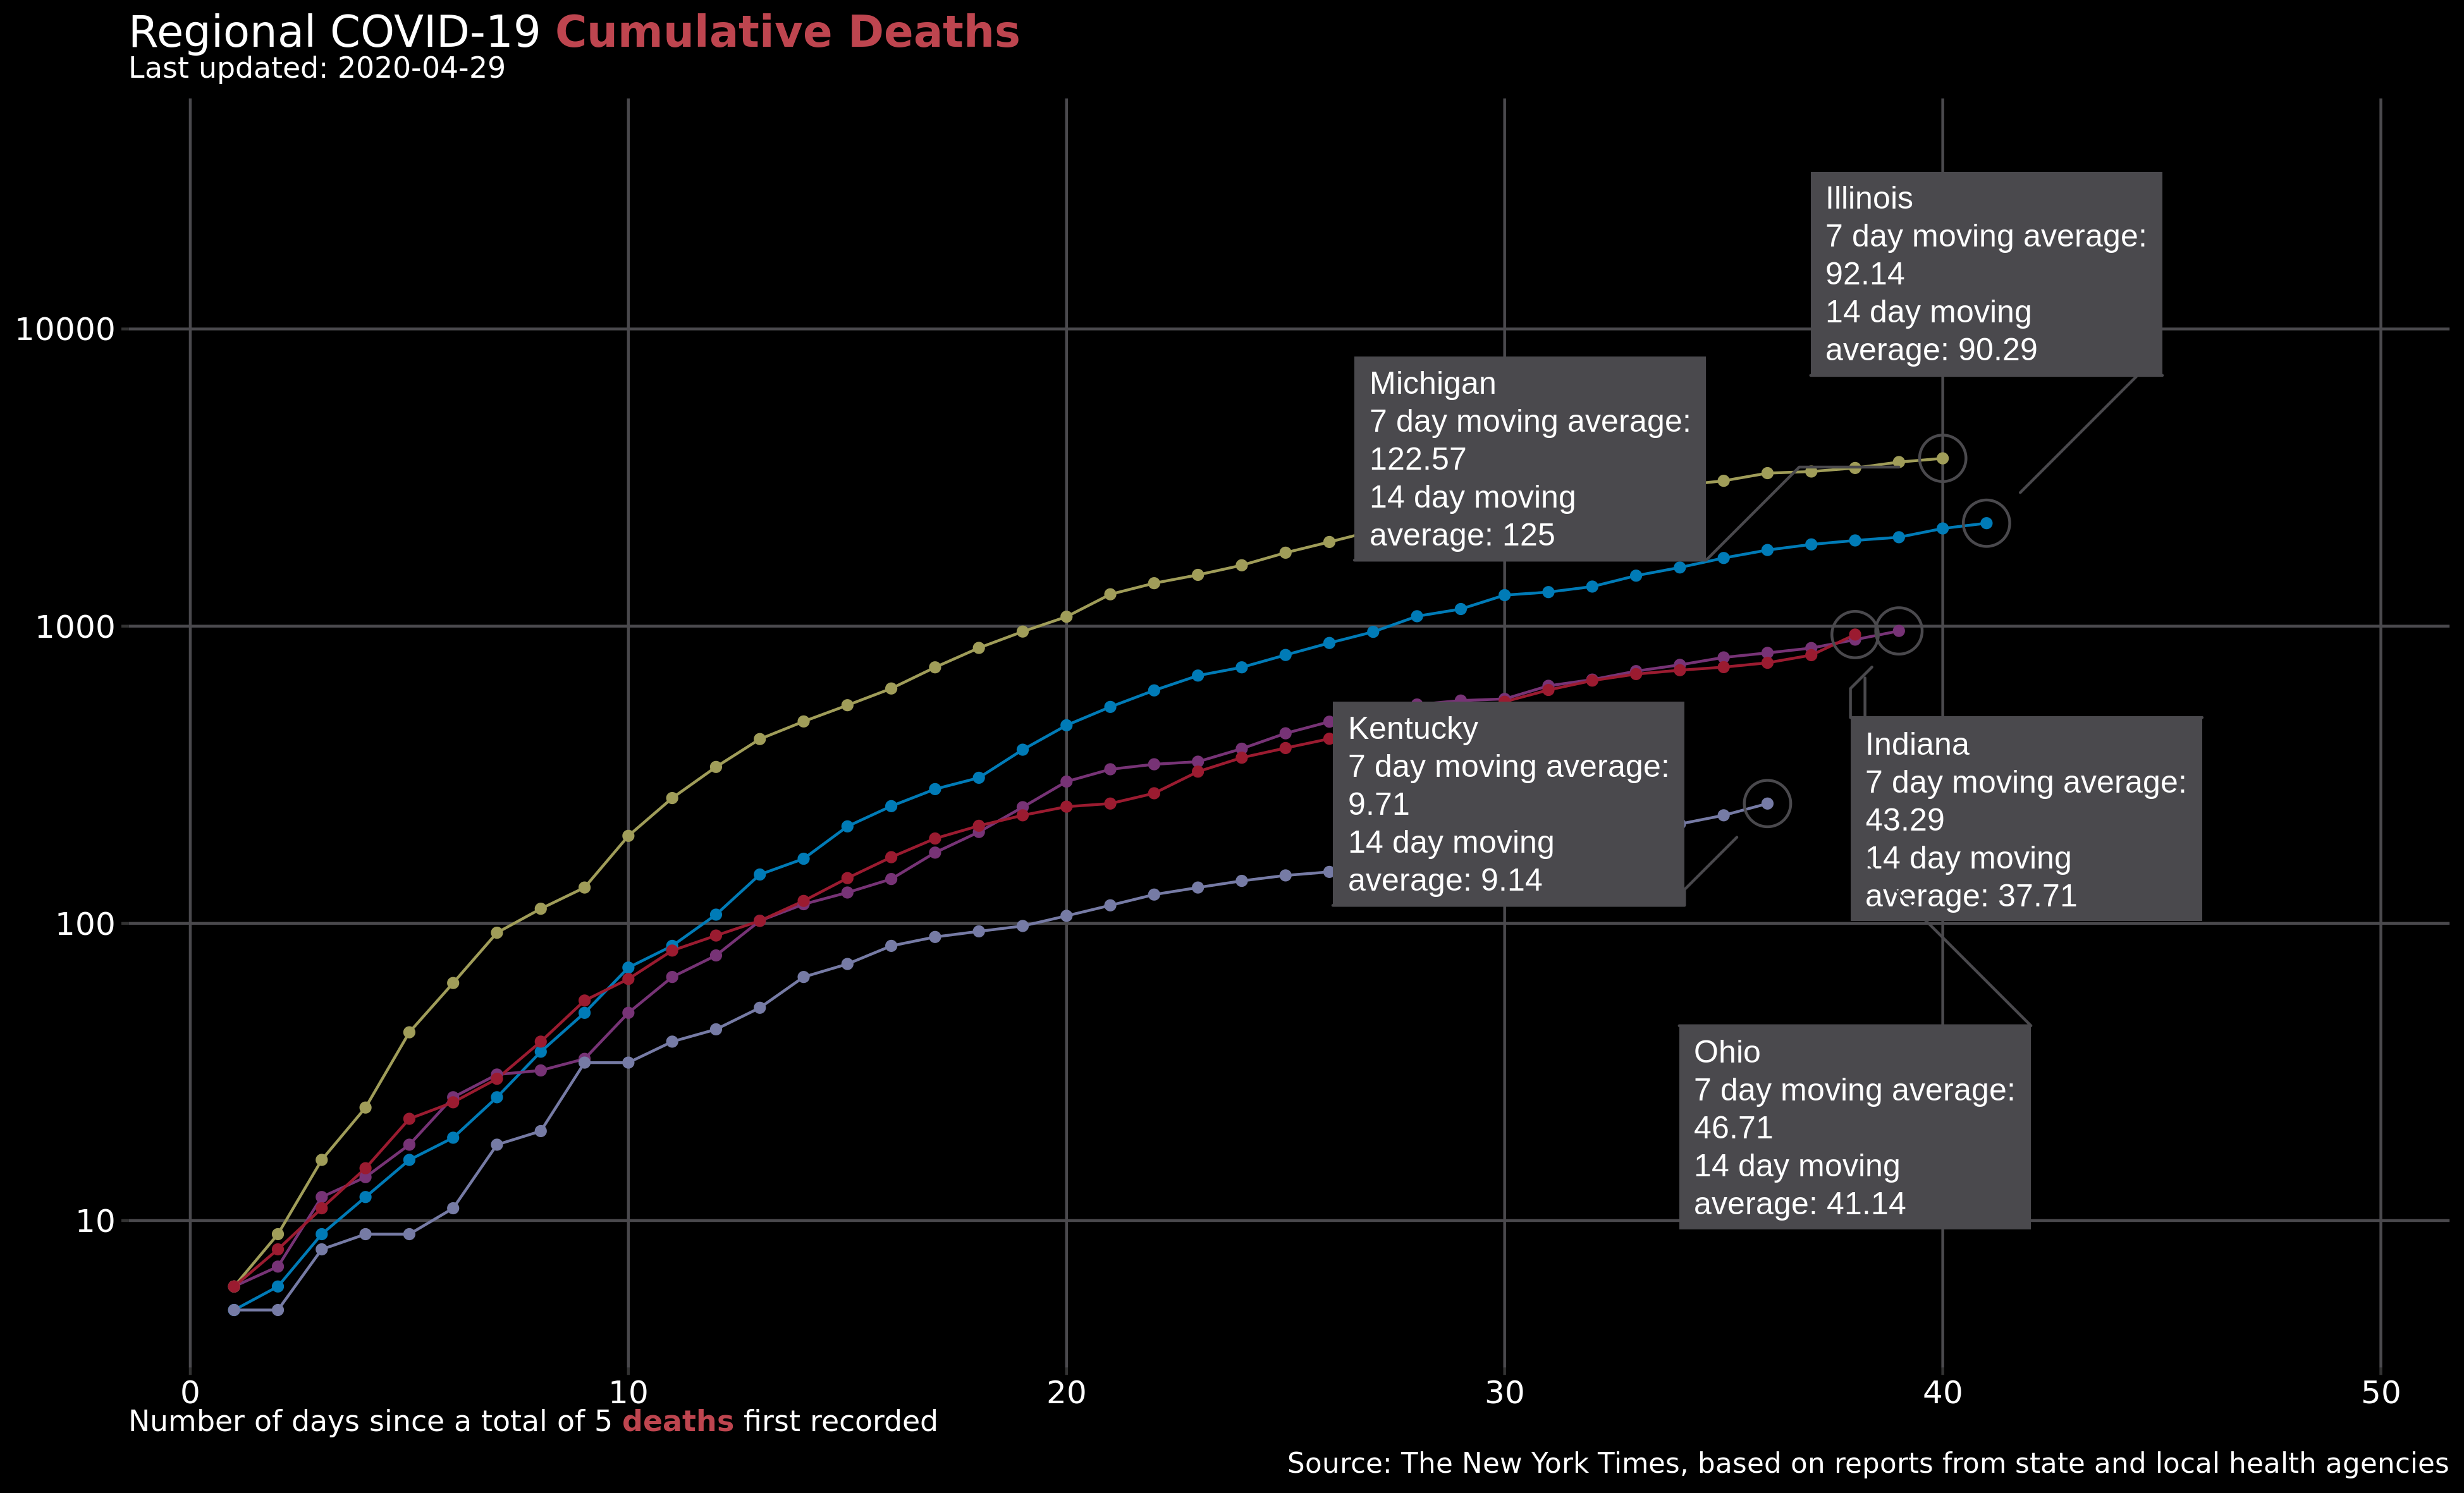 Regional COVID-19 Cumulative Deaths
Last updated: 2020-04-29
Illinois
7 day moving average:
92.14
14 day moving
average: 90.29
Michigan
7 day moving average:
122.57
14 day moving
average: 125
Kentucky
7 day moving average:
9.71
14 day moving
average: 9.14
Indiana
7 day moving average:
43.29
14 day moving
average: 37.71
Ohio
7 day moving average:
46.71
14 day moving
average: 41.14
10000
1000
100
10
0 10 20 30 40 50
Number of days since a total of 5 deaths first recorded
Source: The New York Times, based on reports from state and local health agencies